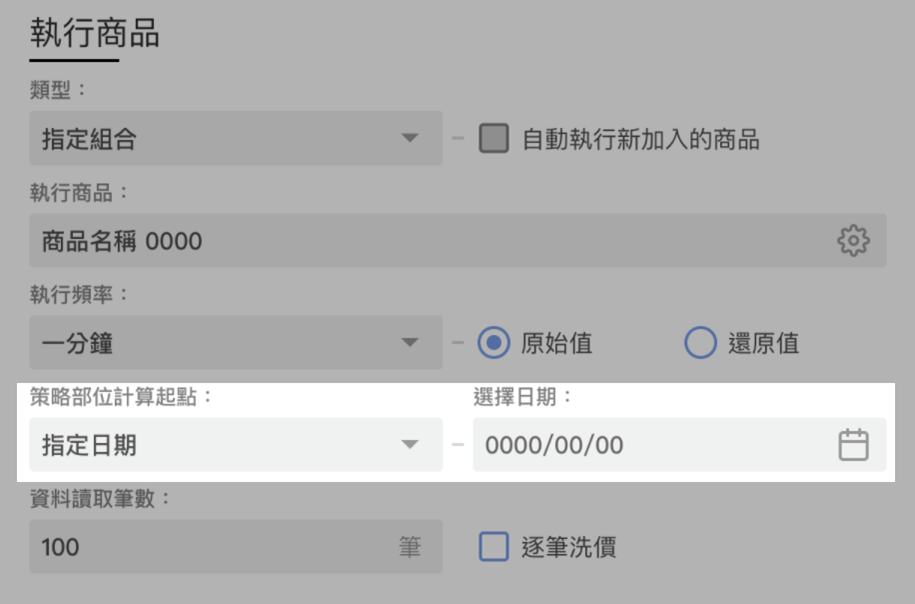 執行商品
類型：
指定組合 – 自動執行新加入的商品
執行商品：
商品名稱 0000
執行頻率：
一分鐘 – 原始值 還原值
策略部位計算起點： 選擇日期：
指定日期 – 0000/00/00
資料讀取筆數：
100 筆 逐筆洗價